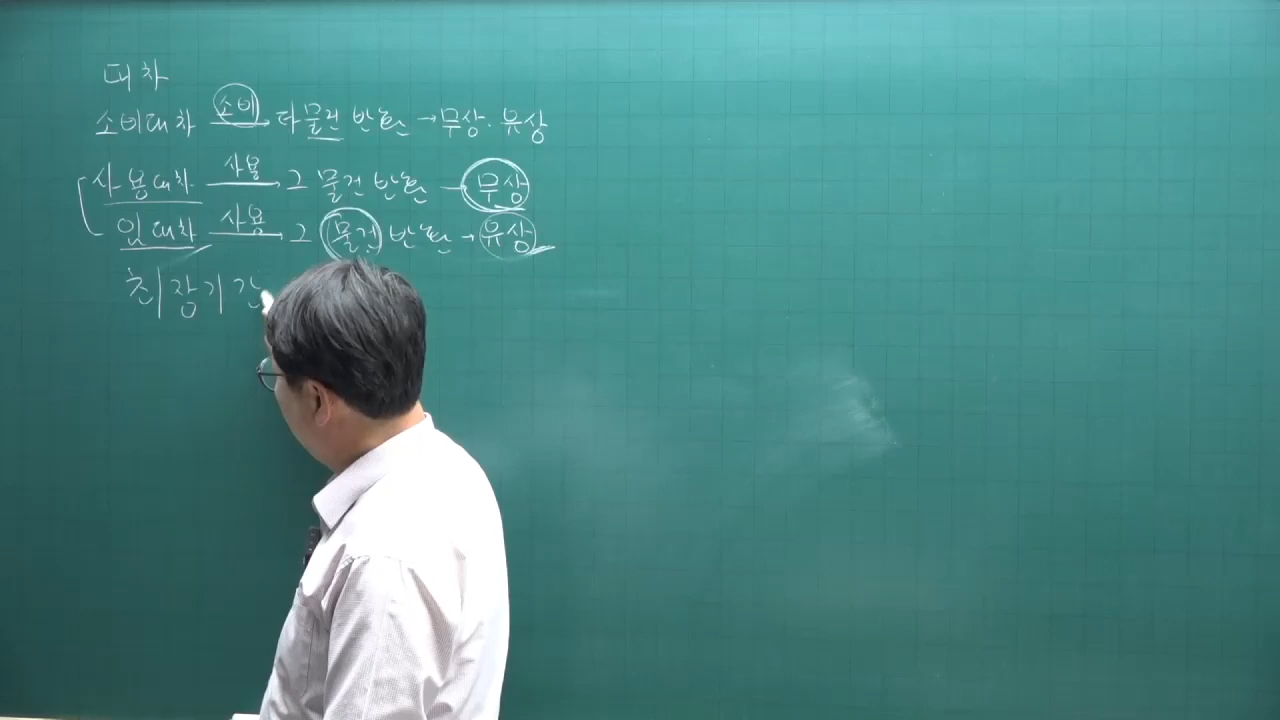 대차
소비대차 소비 다물건 반환 → 무상· 유상
사용대차 사용 그 물건 반환 → 무상
임대차 사용 그 물건 반환 → 유상
최장기간